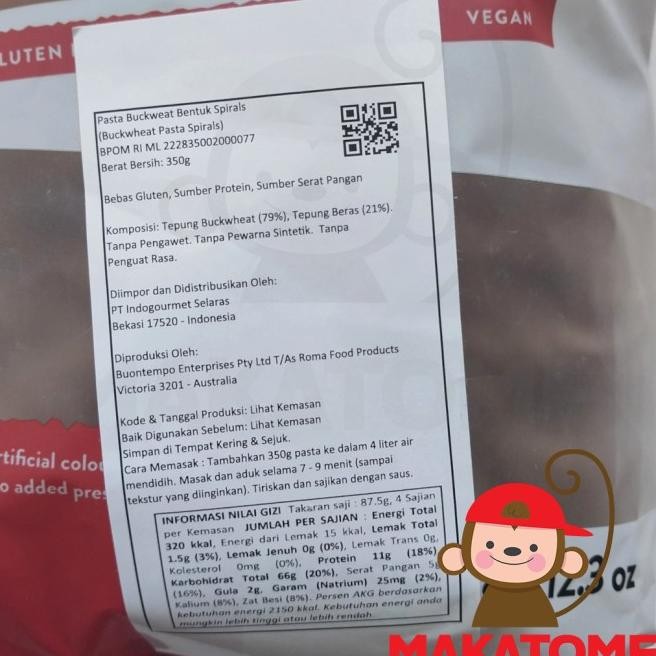 LUTEN
VEGAN
Pasta Buckweat Bentuk Spirals
(Buckwheat Pasta Spirals)
BPOM RI ML 222835002000077
Berat Bersih: 350g
Bebas Gluten, Sumber Protein, Sumber Serat Pangan
Komposisi: Tepung Buckwheat (79%), Tepung Beras (21%).
Tanpa Pengawet. Tanpa Pewarna Sintetik. Tanpa
Penguat Rasa.
Diimpor dan Didistribusikan Oleh:
PT Indogourmet Selaras
Bekasi 17520 - Indonesia
Diproduksi Oleh:
Buontempo Enterprises Pty Ltd T/As Roma Food Products
Victoria 3201 - Australia
Kode & Tanggal Produksi: Lihat Kemasan
Baik Digunakan Sebelum: Lihat Kemasan
Simpan di Tempat Kering & Sejuk.
Cara Memasak : Tambahkan 350g pasta ke dalam 4 liter air
mendidih. Masak dan aduk selama 7 - 9 menit (sampai
tekstur yang diinginkan). Tiriskan dan sajikan dengan saus.
INFORMASI NILAI GIZI Takaran saji : 87.5g, 4 Sajian
per Kemasan JUMLAH PER SAJIAN : Energi Total
320 kkal, Energi dari Lemak 15 kkal, Lemak Total
1.5g (3%), Lemak Jenuh 0g (0%), Lemak Trans 0g,
Kolesterol 0mg (0%), Protein 11g (18%)
Karbohidrat Total 66g (20%), Serat Pangan 5g
(16%), Gula 2g, Garam (Natrium) 25mg (2%),
Kalium (8%), Zat Besi (8%). Persen AKG berdasarkan
kebutuhan energi 2150 kkal. Kebutuhan energi anda
mungkin lebih tinggi atau lebih rendah.
rtificial colou
o added pres
12.3 oz
MAKATOME